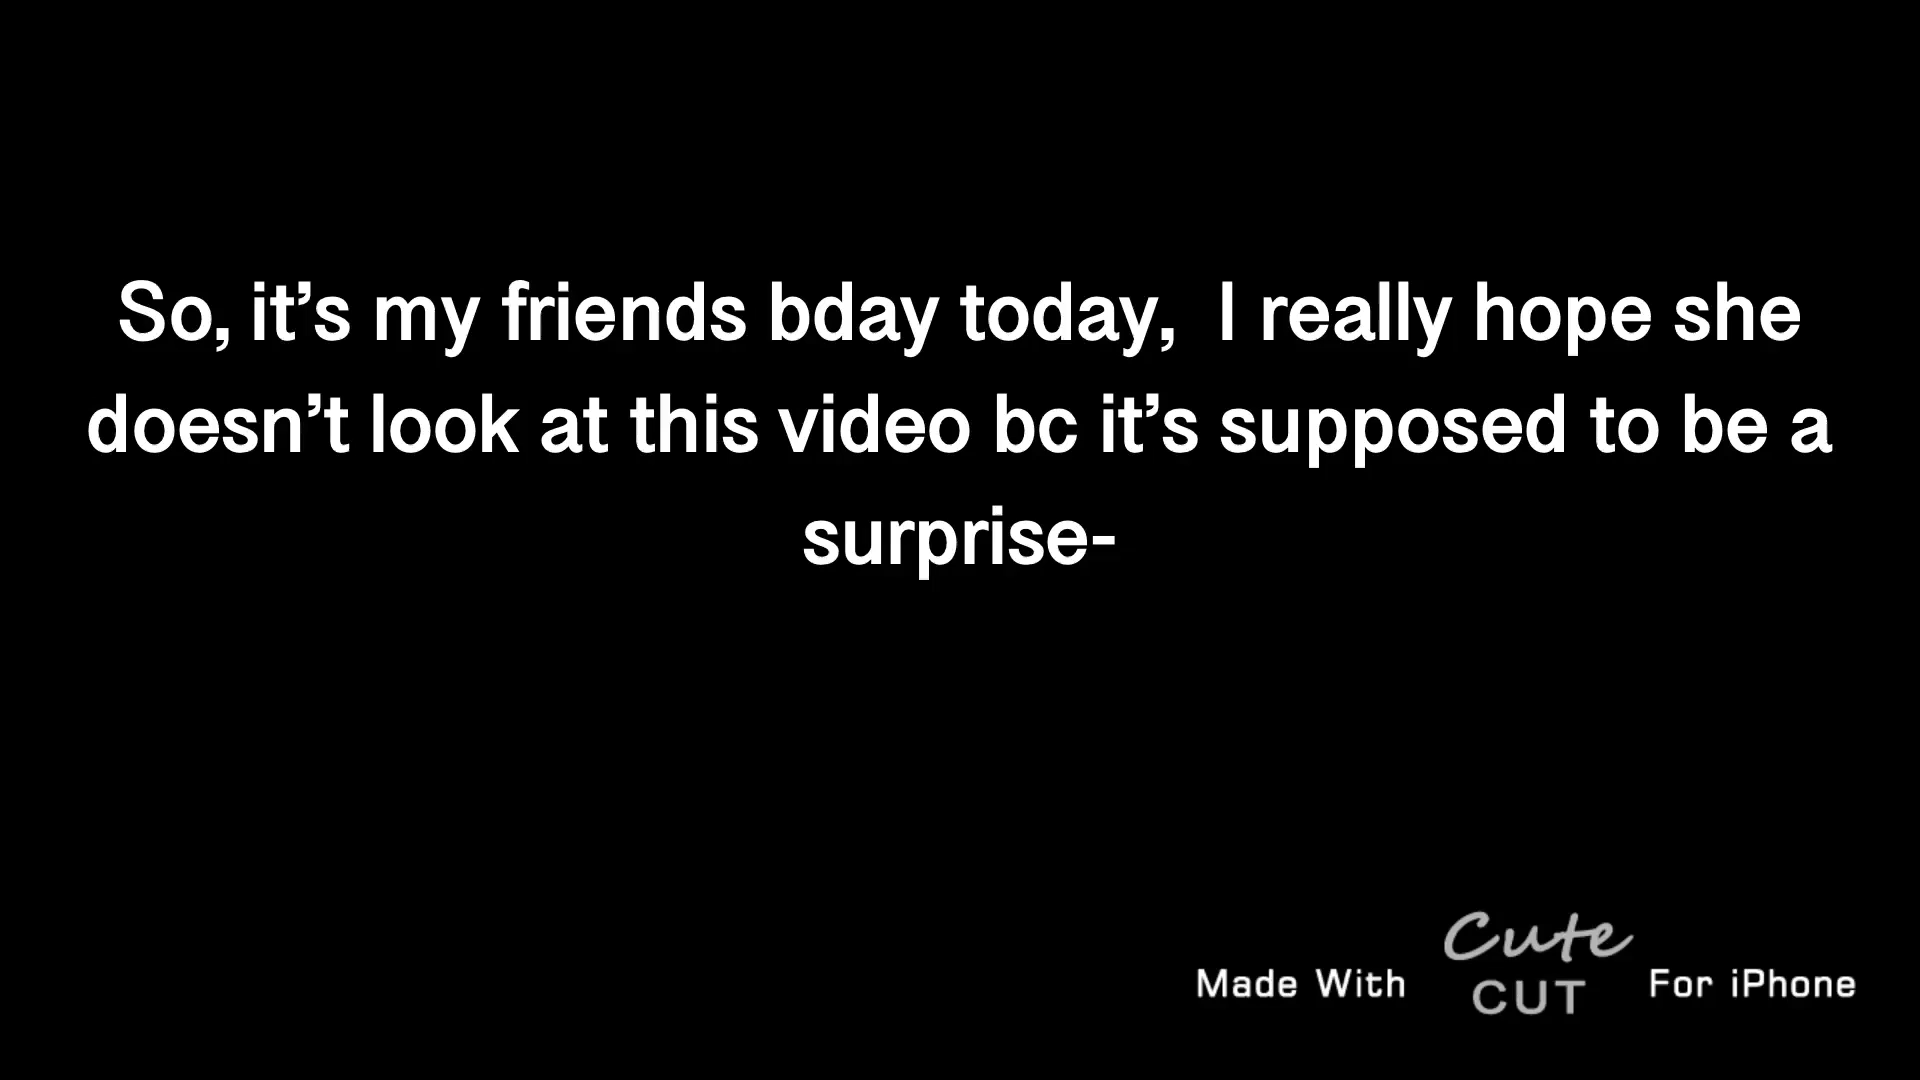 So, it’s my friends bday today,  I really hope she
doesn’t look at this video bc it’s supposed to be a
surprise-
Made With Cute CUT For iPhone